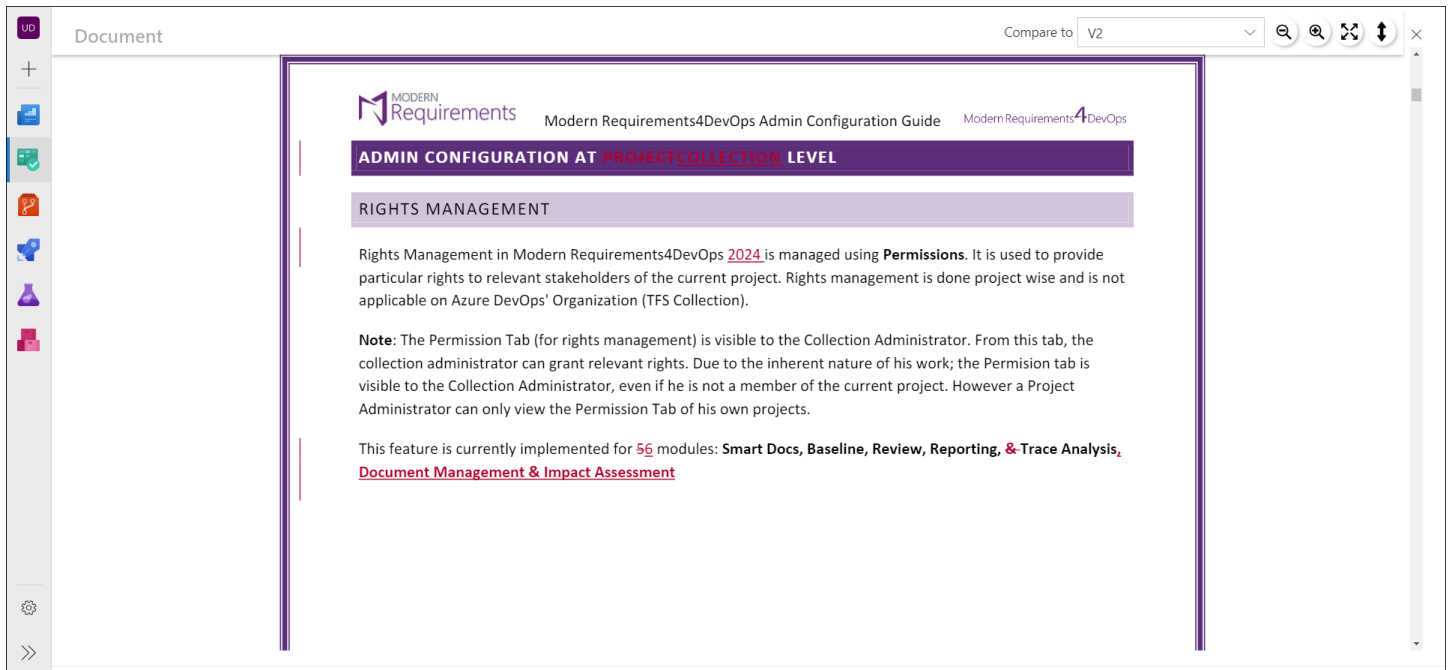 UD
Document
Compare to V2
MODERN
Requirements
Modern Requirements4DevOps Admin Configuration Guide
Modern Requirements4DevOps
ADMIN CONFIGURATION AT PROJECTCOLLECTION LEVEL
RIGHTS MANAGEMENT
Rights Management in Modern Requirements4DevOps 2024 is managed using Permissions. It is used to provide
particular rights to relevant stakeholders of the current project. Rights management is done project wise and is not
applicable on Azure DevOps' Organization (TFS Collection).
Note: The Permission Tab (for rights management) is visible to the Collection Administrator. From this tab, the
collection administrator can grant relevant rights. Due to the inherent nature of his work; the Permision tab is
visible to the Collection Administrator, even if he is not a member of the current project. However a Project
Administrator can only view the Permission Tab of his own projects.
This feature is currently implemented for 56 modules: Smart Docs, Baseline, Review, Reporting, & Trace Analysis,
Document Management & Impact Assessment